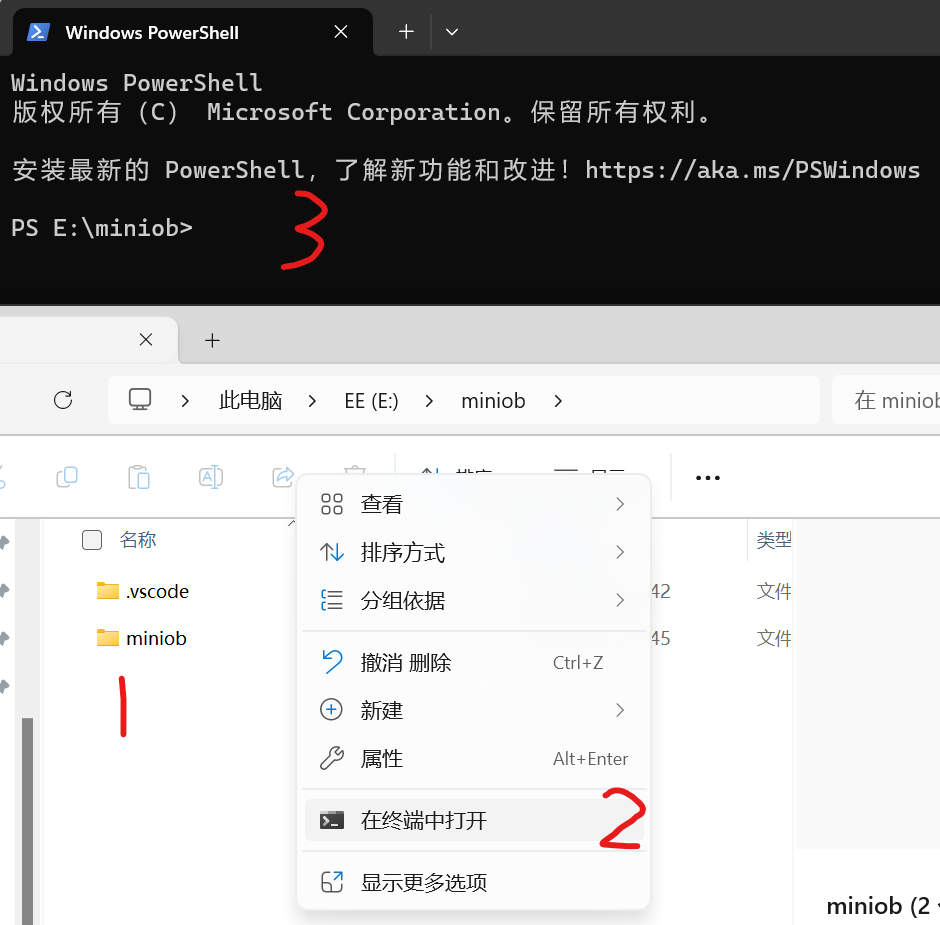 Windows PowerShell
Windows PowerShell
版权所有 (C) Microsoft Corporation。保留所有权利。
安装最新的 PowerShell，了解新功能和改进！https://aka.ms/PSWindows
PS E:\miniob>
3
此电脑 EE (E:) miniob
在 miniob
名称 类型
.vscode 42 文件
miniob 45 文件
1
查看
排序方式
分组依据
撤消 删除 Ctrl+Z
新建
属性 Alt+Enter
在终端中打开 2
显示更多选项
miniob (2